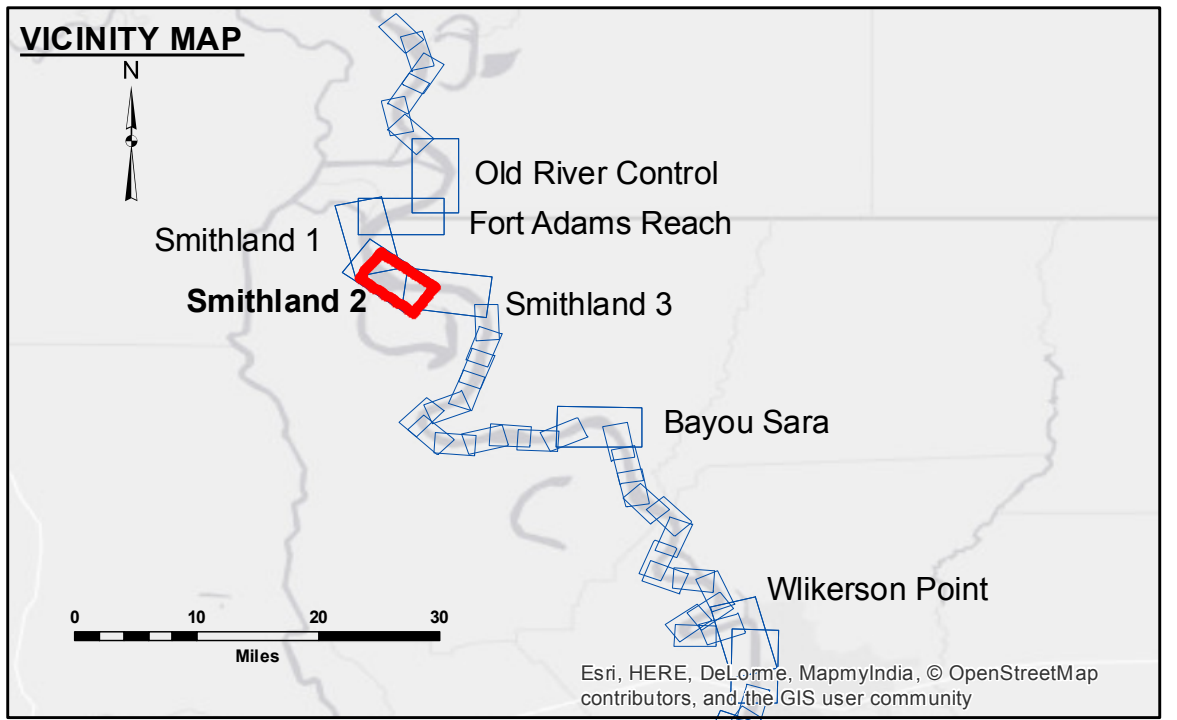 VICINITY MAP
N
Old River Control
Fort Adams Reach
Smithland 1
Smithland 2
Smithland 3
Bayou Sara
Wlikerson Point
0 10 20 30
Miles
Esri, HERE, DeLorme, MapmyIndia, © OpenStreetMap
contributors, and the GIS user community